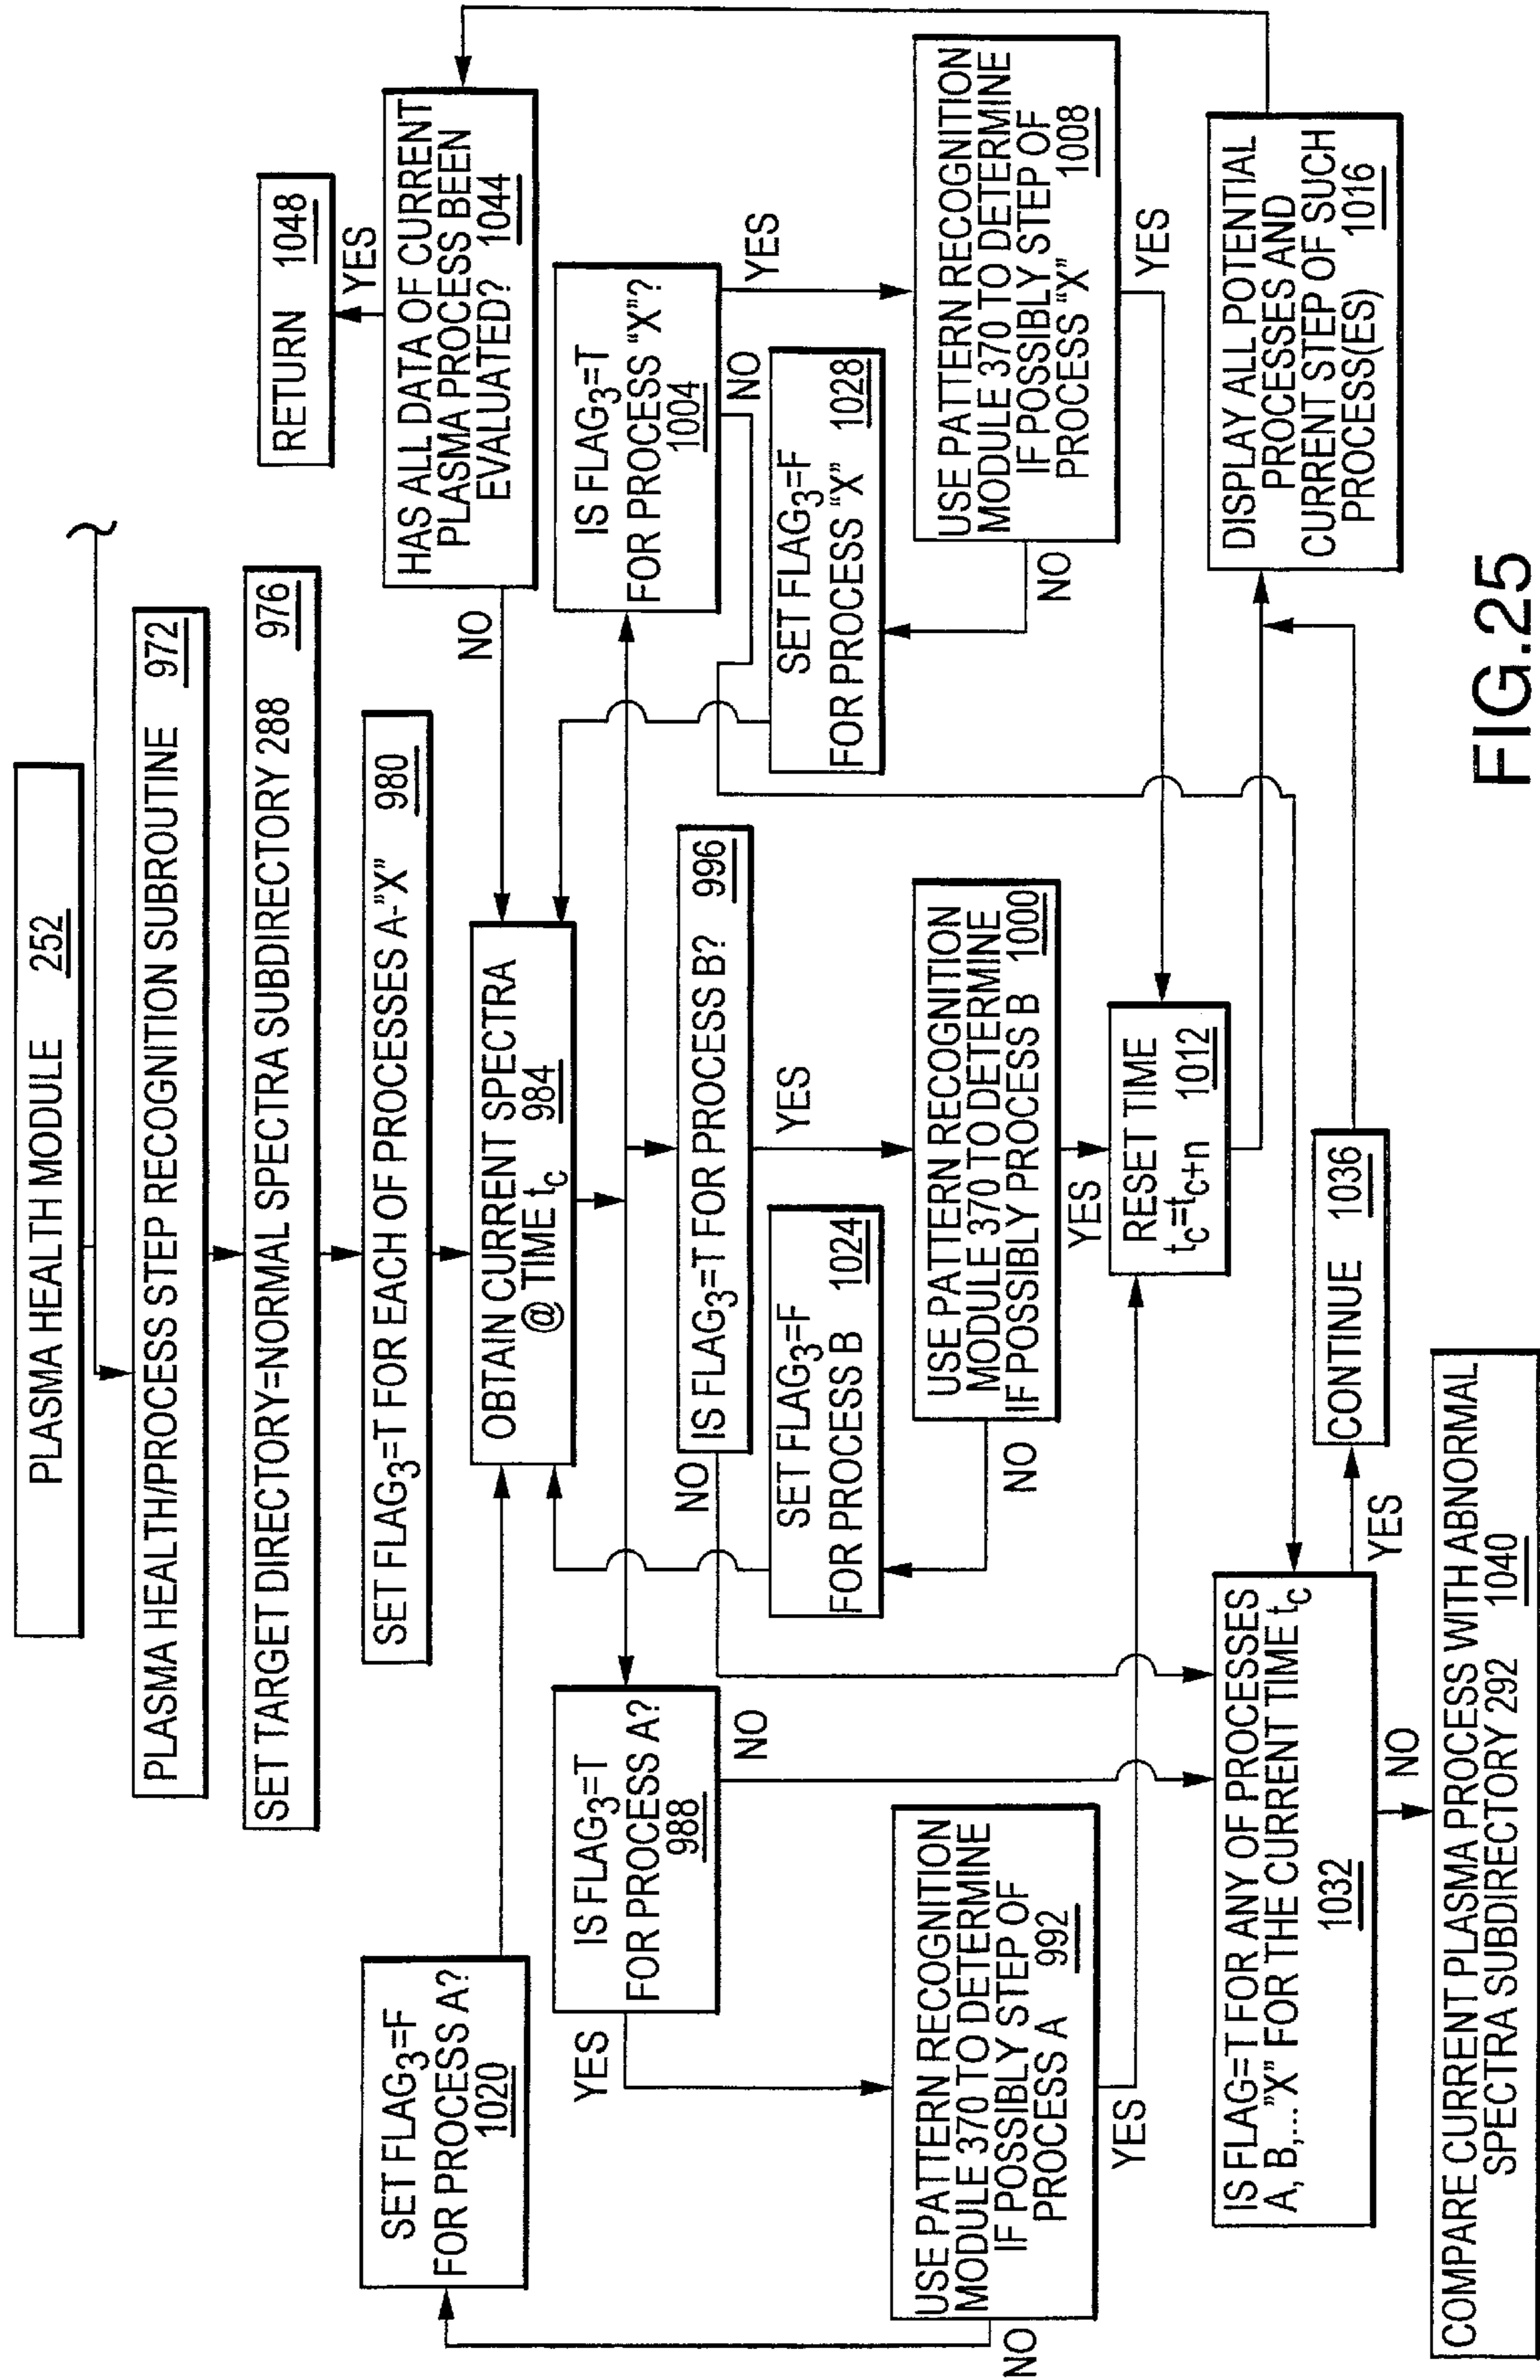 PLASMA HEALTH MODULE 252
PLASMA HEALTH/PROCESS STEP RECOGNITION SUBROUTINE 972
SET TARGET DIRECTORY=NORMAL SPECTRA SUBDIRECTORY 288 976
SET FLAG3=T FOR EACH OF PROCESSES A-"X" 980
OBTAIN CURRENT SPECTRA
@ TIME tc 984
SET FLAG3=F
FOR PROCESS A?
1020
IS FLAG3=T
FOR PROCESS A?
988
YES
NO
USE PATTERN RECOGNITION
MODULE 370 TO DETERMINE
IF POSSIBLY STEP OF
PROCESS A 992
NO
YES
IS FLAG3=T FOR PROCESS B? 996
NO
YES
SET FLAG3=F
FOR PROCESS B 1024
USE PATTERN RECOGNITION
MODULE 370 TO DETERMINE
IF POSSIBLY PROCESS B 1000
NO
YES
RESET TIME
tc=tc+n 1012
RETURN 1048
YES
HAS ALL DATA OF CURRENT
PLASMA PROCESS BEEN
EVALUATED? 1044
NO
IS FLAG3=T
FOR PROCESS "X"?
1004
YES
NO
SET FLAG3=F
FOR PROCESS "X" 1028
USE PATTERN RECOGNITION
MODULE 370 TO DETERMINE
IF POSSIBLY STEP OF
PROCESS "X" 1008
NO
YES
DISPLAY ALL POTENTIAL
PROCESSES AND
CURRENT STEP OF SUCH
PROCESS(ES) 1016
IS FLAG=T FOR ANY OF PROCESSES
A, B,..."X" FOR THE CURRENT TIME tc
1032
YES
CONTINUE 1036
NO
COMPARE CURRENT PLASMA PROCESS WITH ABNORMAL
SPECTRA SUBDIRECTORY 292 1040
FIG.25